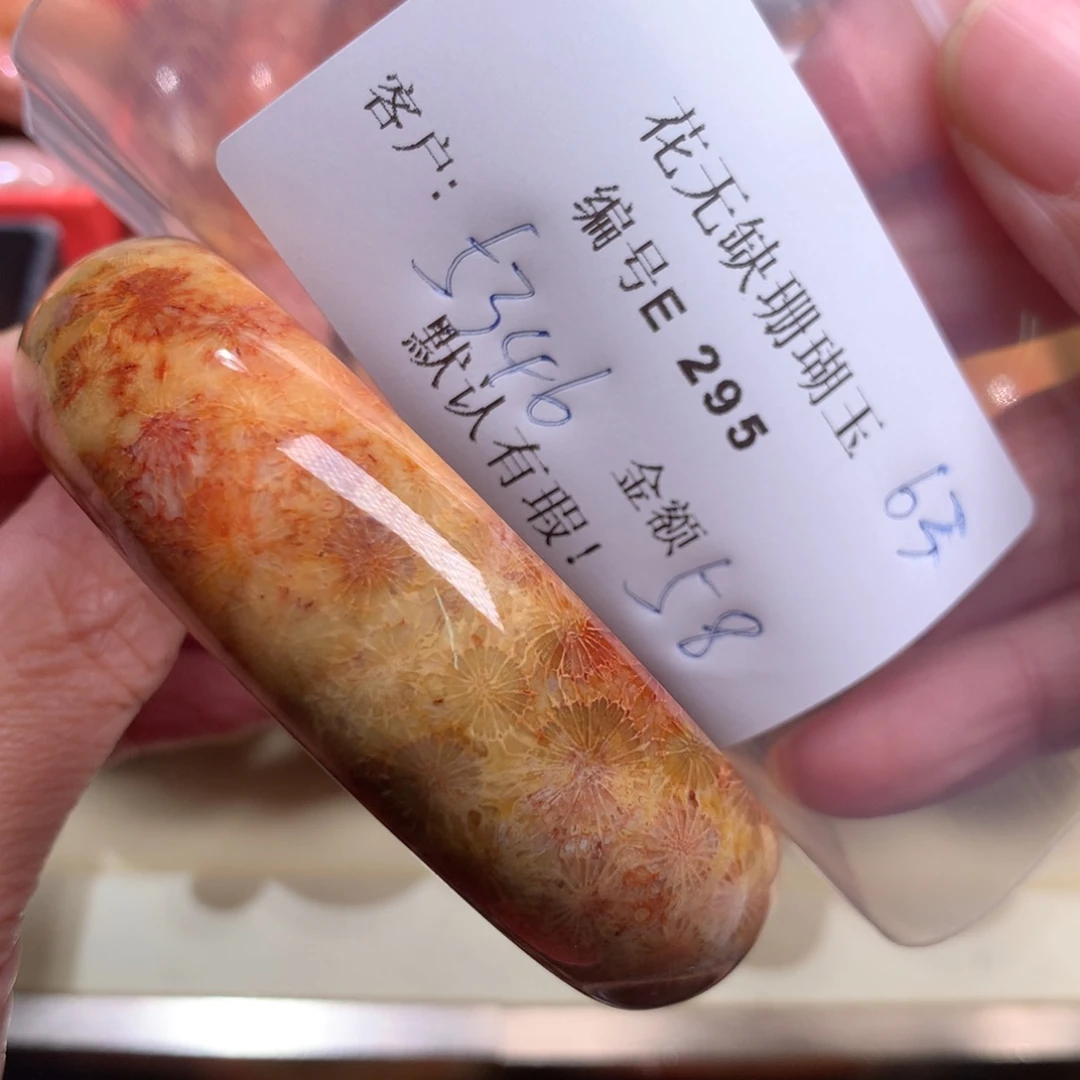 花无缺珊瑚玉 63
编号E 295
客户: 5346 金额 58
默认有瑕!